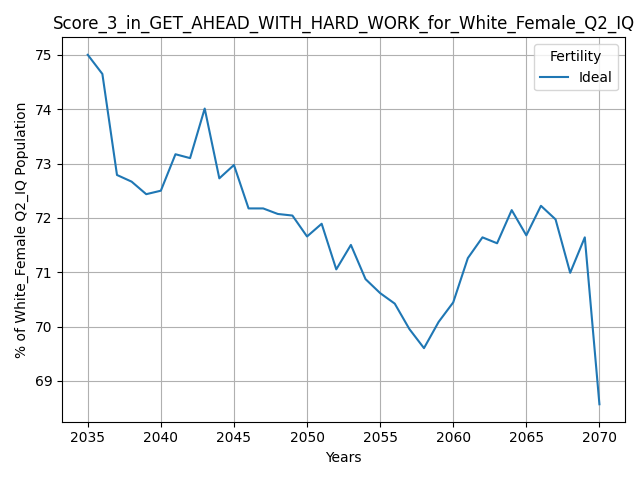 Score_3_in_GET_AHEAD_WITH_HARD_WORK_for_White_Female_Q2_IQ
Fertility
Ideal
% of White_Female Q2_IQ Population
75
74
73
72
71
70
69
2035 2040 2045 2050 2055 2060 2065 2070
Years